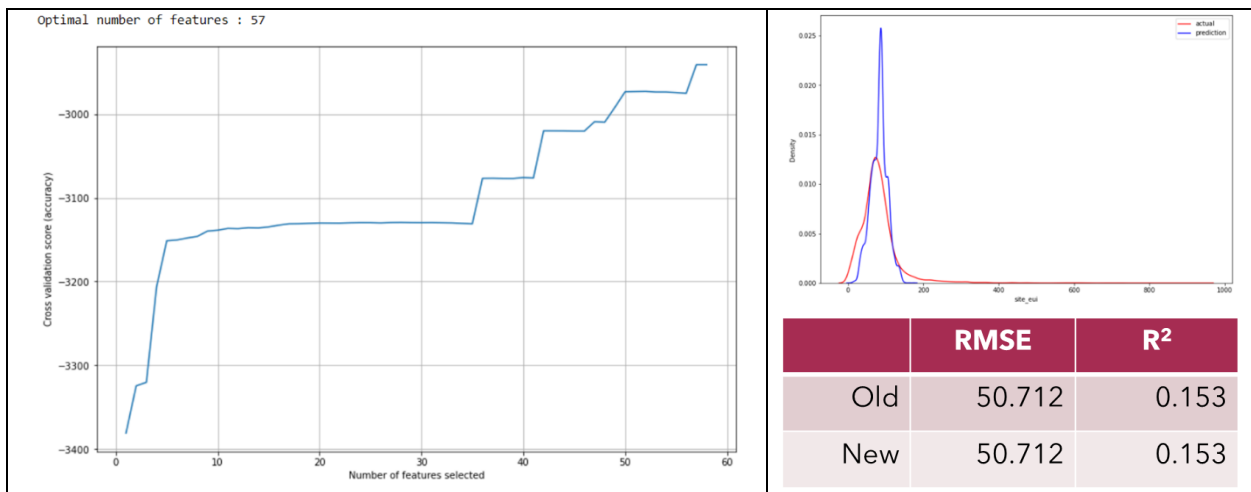 Optimal number of features : 57
Cross validation score (accuracy)
−3000
−3100
−3200
−3300
−3400
0 10 20 30 40 50 60
Number of features selected
actual
prediction
Density
0.025
0.020
0.015
0.010
0.005
0.000
0 200 400 600 800 1000
site_eui
RMSE R²
Old 50.712 0.153
New 50.712 0.153